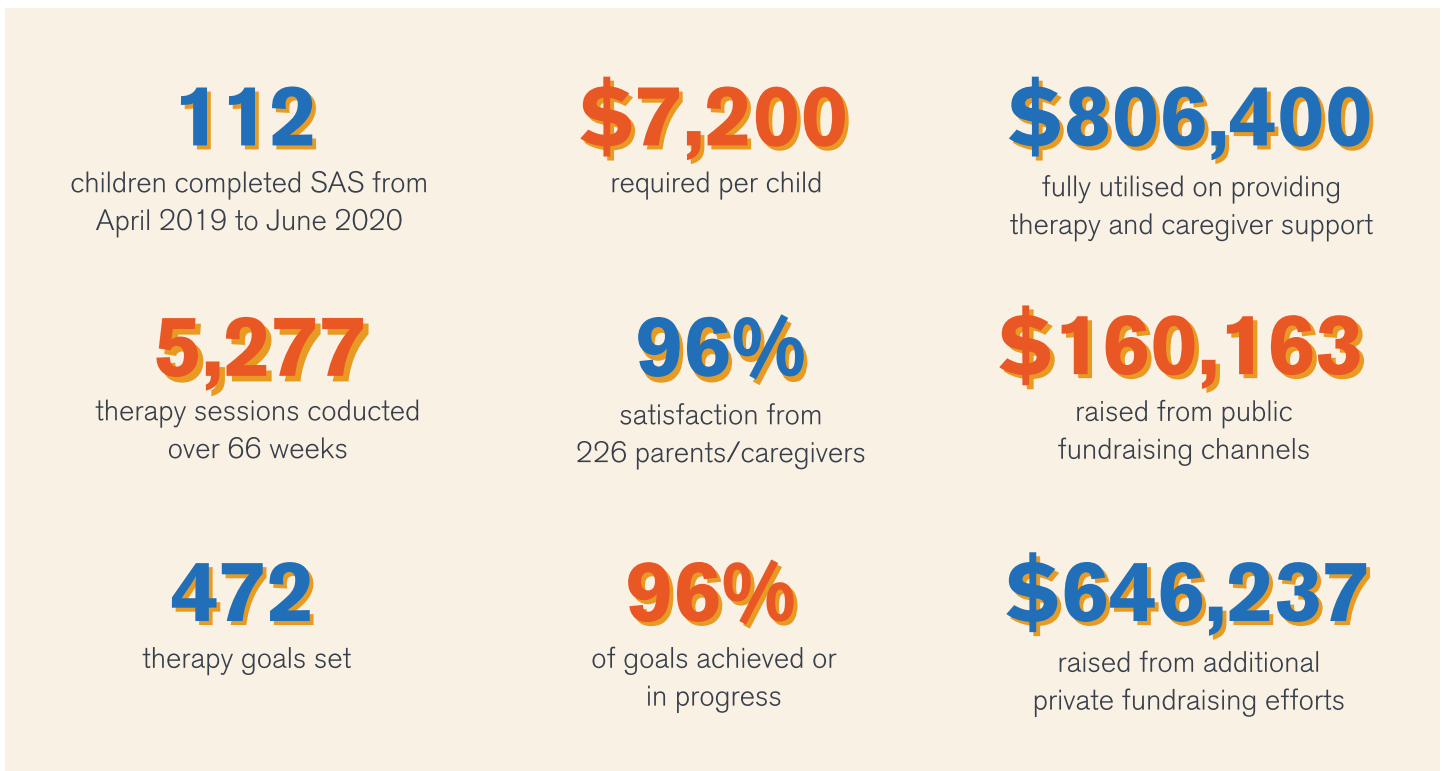 112
children completed SAS from
April 2019 to June 2020
$7,200
required per child
$806,400
fully utilised on providing
therapy and caregiver support
5,277
therapy sessions coducted
over 66 weeks
96%
satisfaction from
226 parents/caregivers
$160,163
raised from public
fundraising channels
472
therapy goals set
96%
of goals achieved or
in progress
$646,237
raised from additional
private fundraising efforts